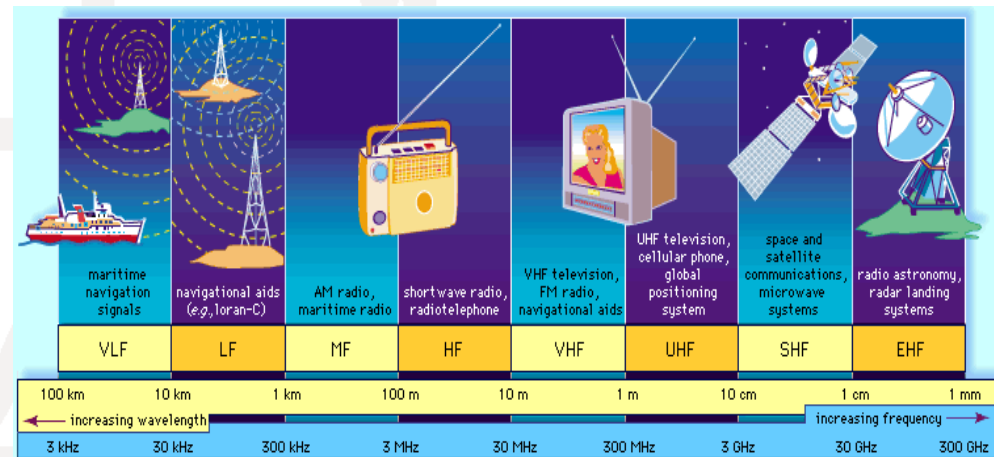 maritime
navigation
signals
navigational aids
(e.g., loran-C)
AM radio,
maritime radio
shortwave radio,
radiotelephone
VHF television,
FM radio,
navigational aids
UHF television,
cellular phone,
global
positioning
system
space and
satellite
communications,
microwave
systems
radio astronomy,
radar landing
systems
VLF LF MF HF VHF UHF SHF EHF
100 km 10 km 1 km 100 m 10 m 1 m 10 cm 1 cm 1 mm
increasing wavelength increasing frequency
3 kHz 30 kHz 300 kHz 3 MHz 30 MHz 300 MHz 3 GHz 30 GHz 300 GHz